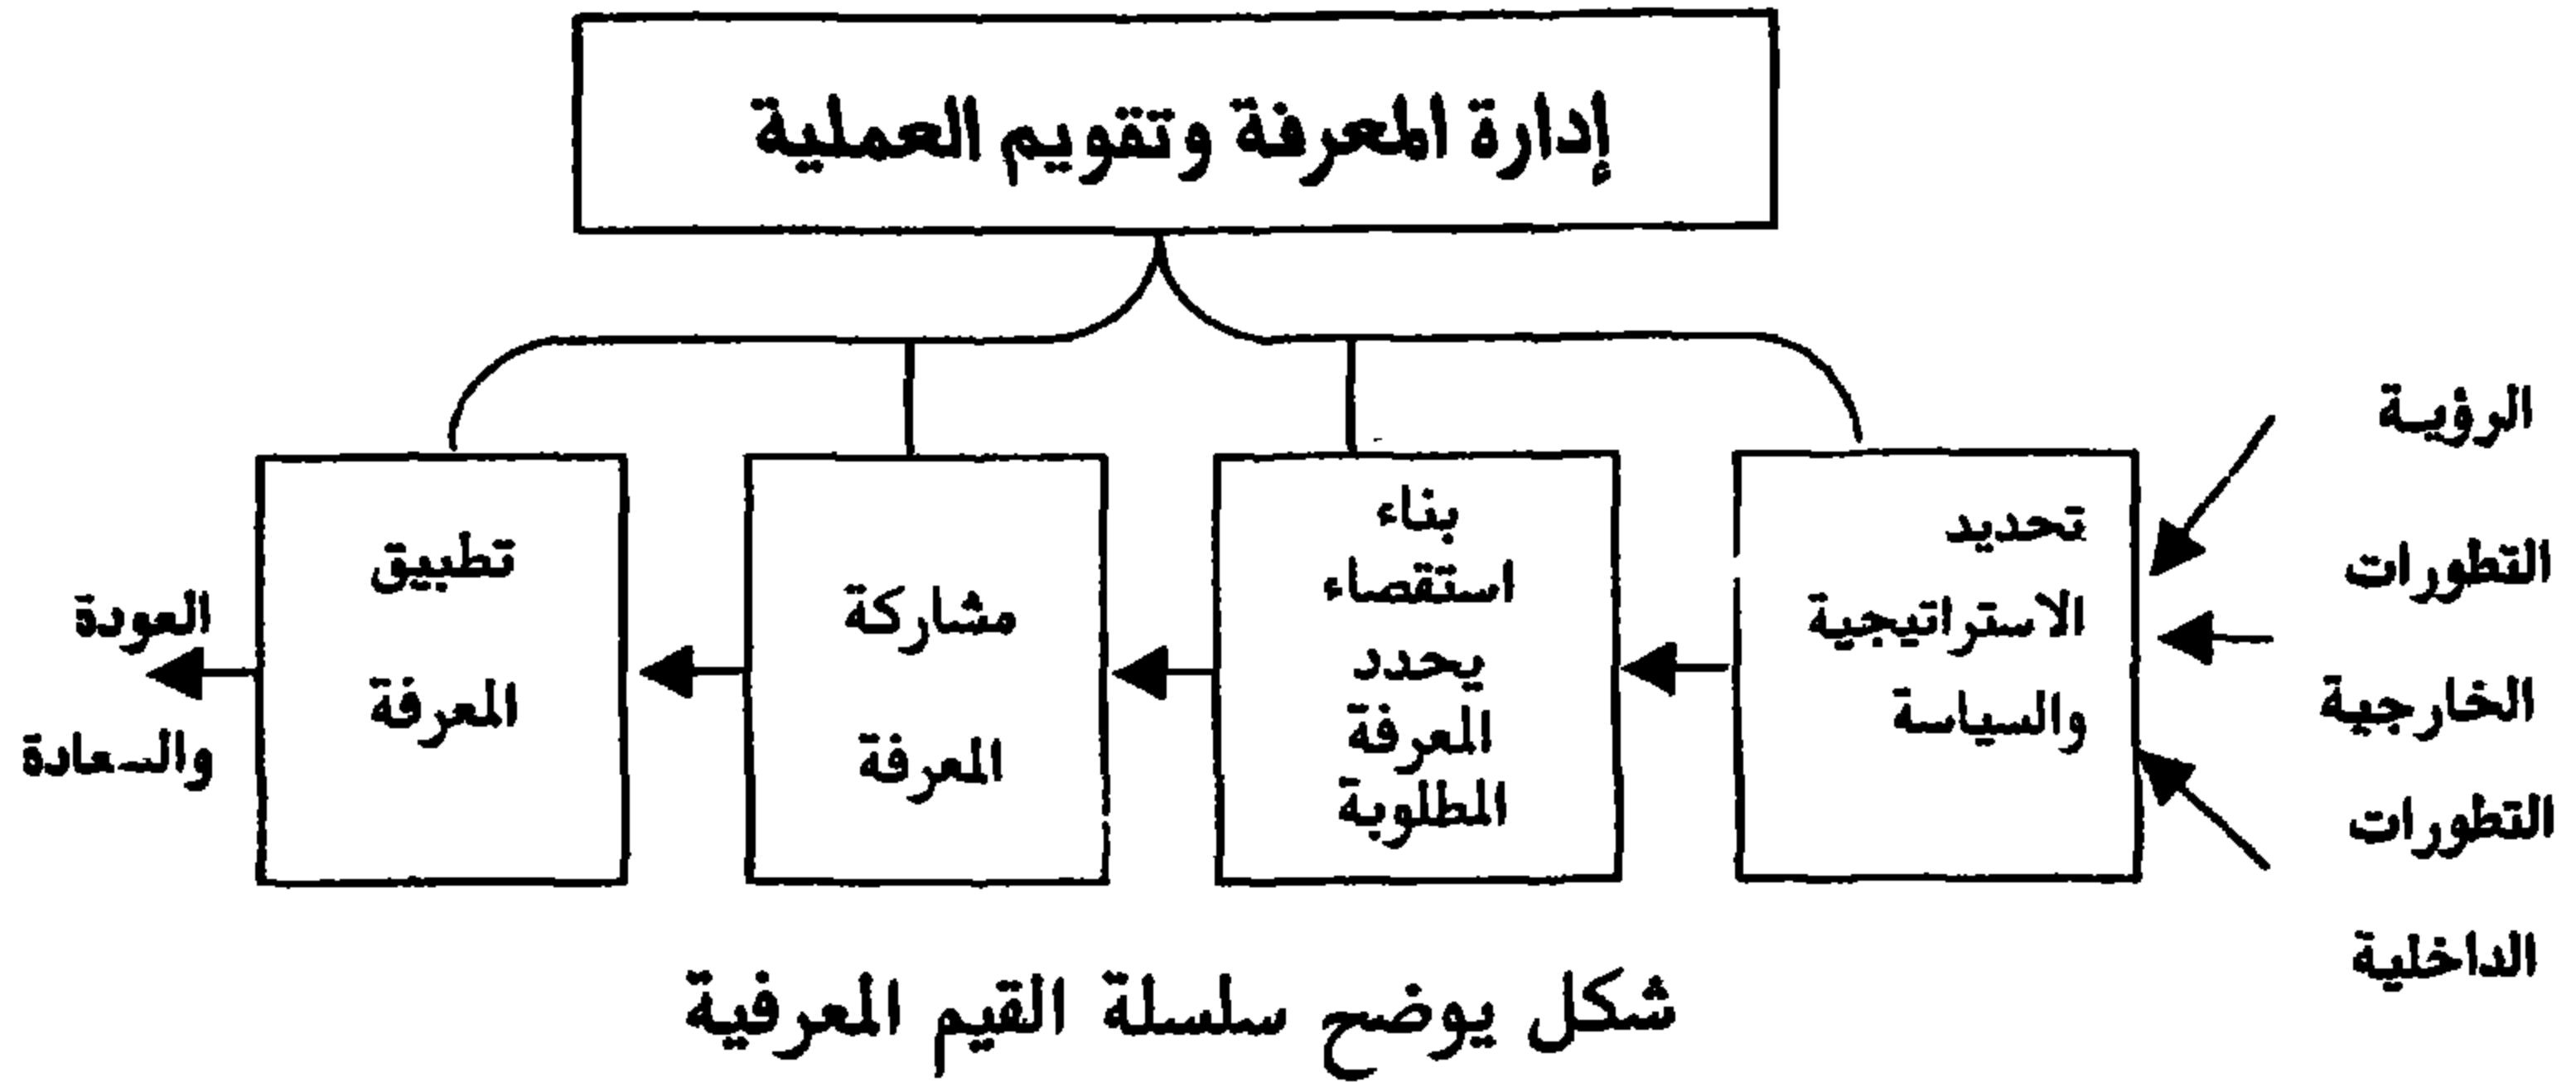 إدارة المعرفة وتقويم العملية
الرؤية
التطورات
الخارجية
التطورات
الداخلية
تحديد
الاستراتيجية
والسياسة
بناء
استقصاء
يحدد
المعرفة
المطلوبة
مشاركة
المعرفة
تطبيق
المعرفة
العودة
والسعادة
شكل يوضح سلسلة القيم المعرفية